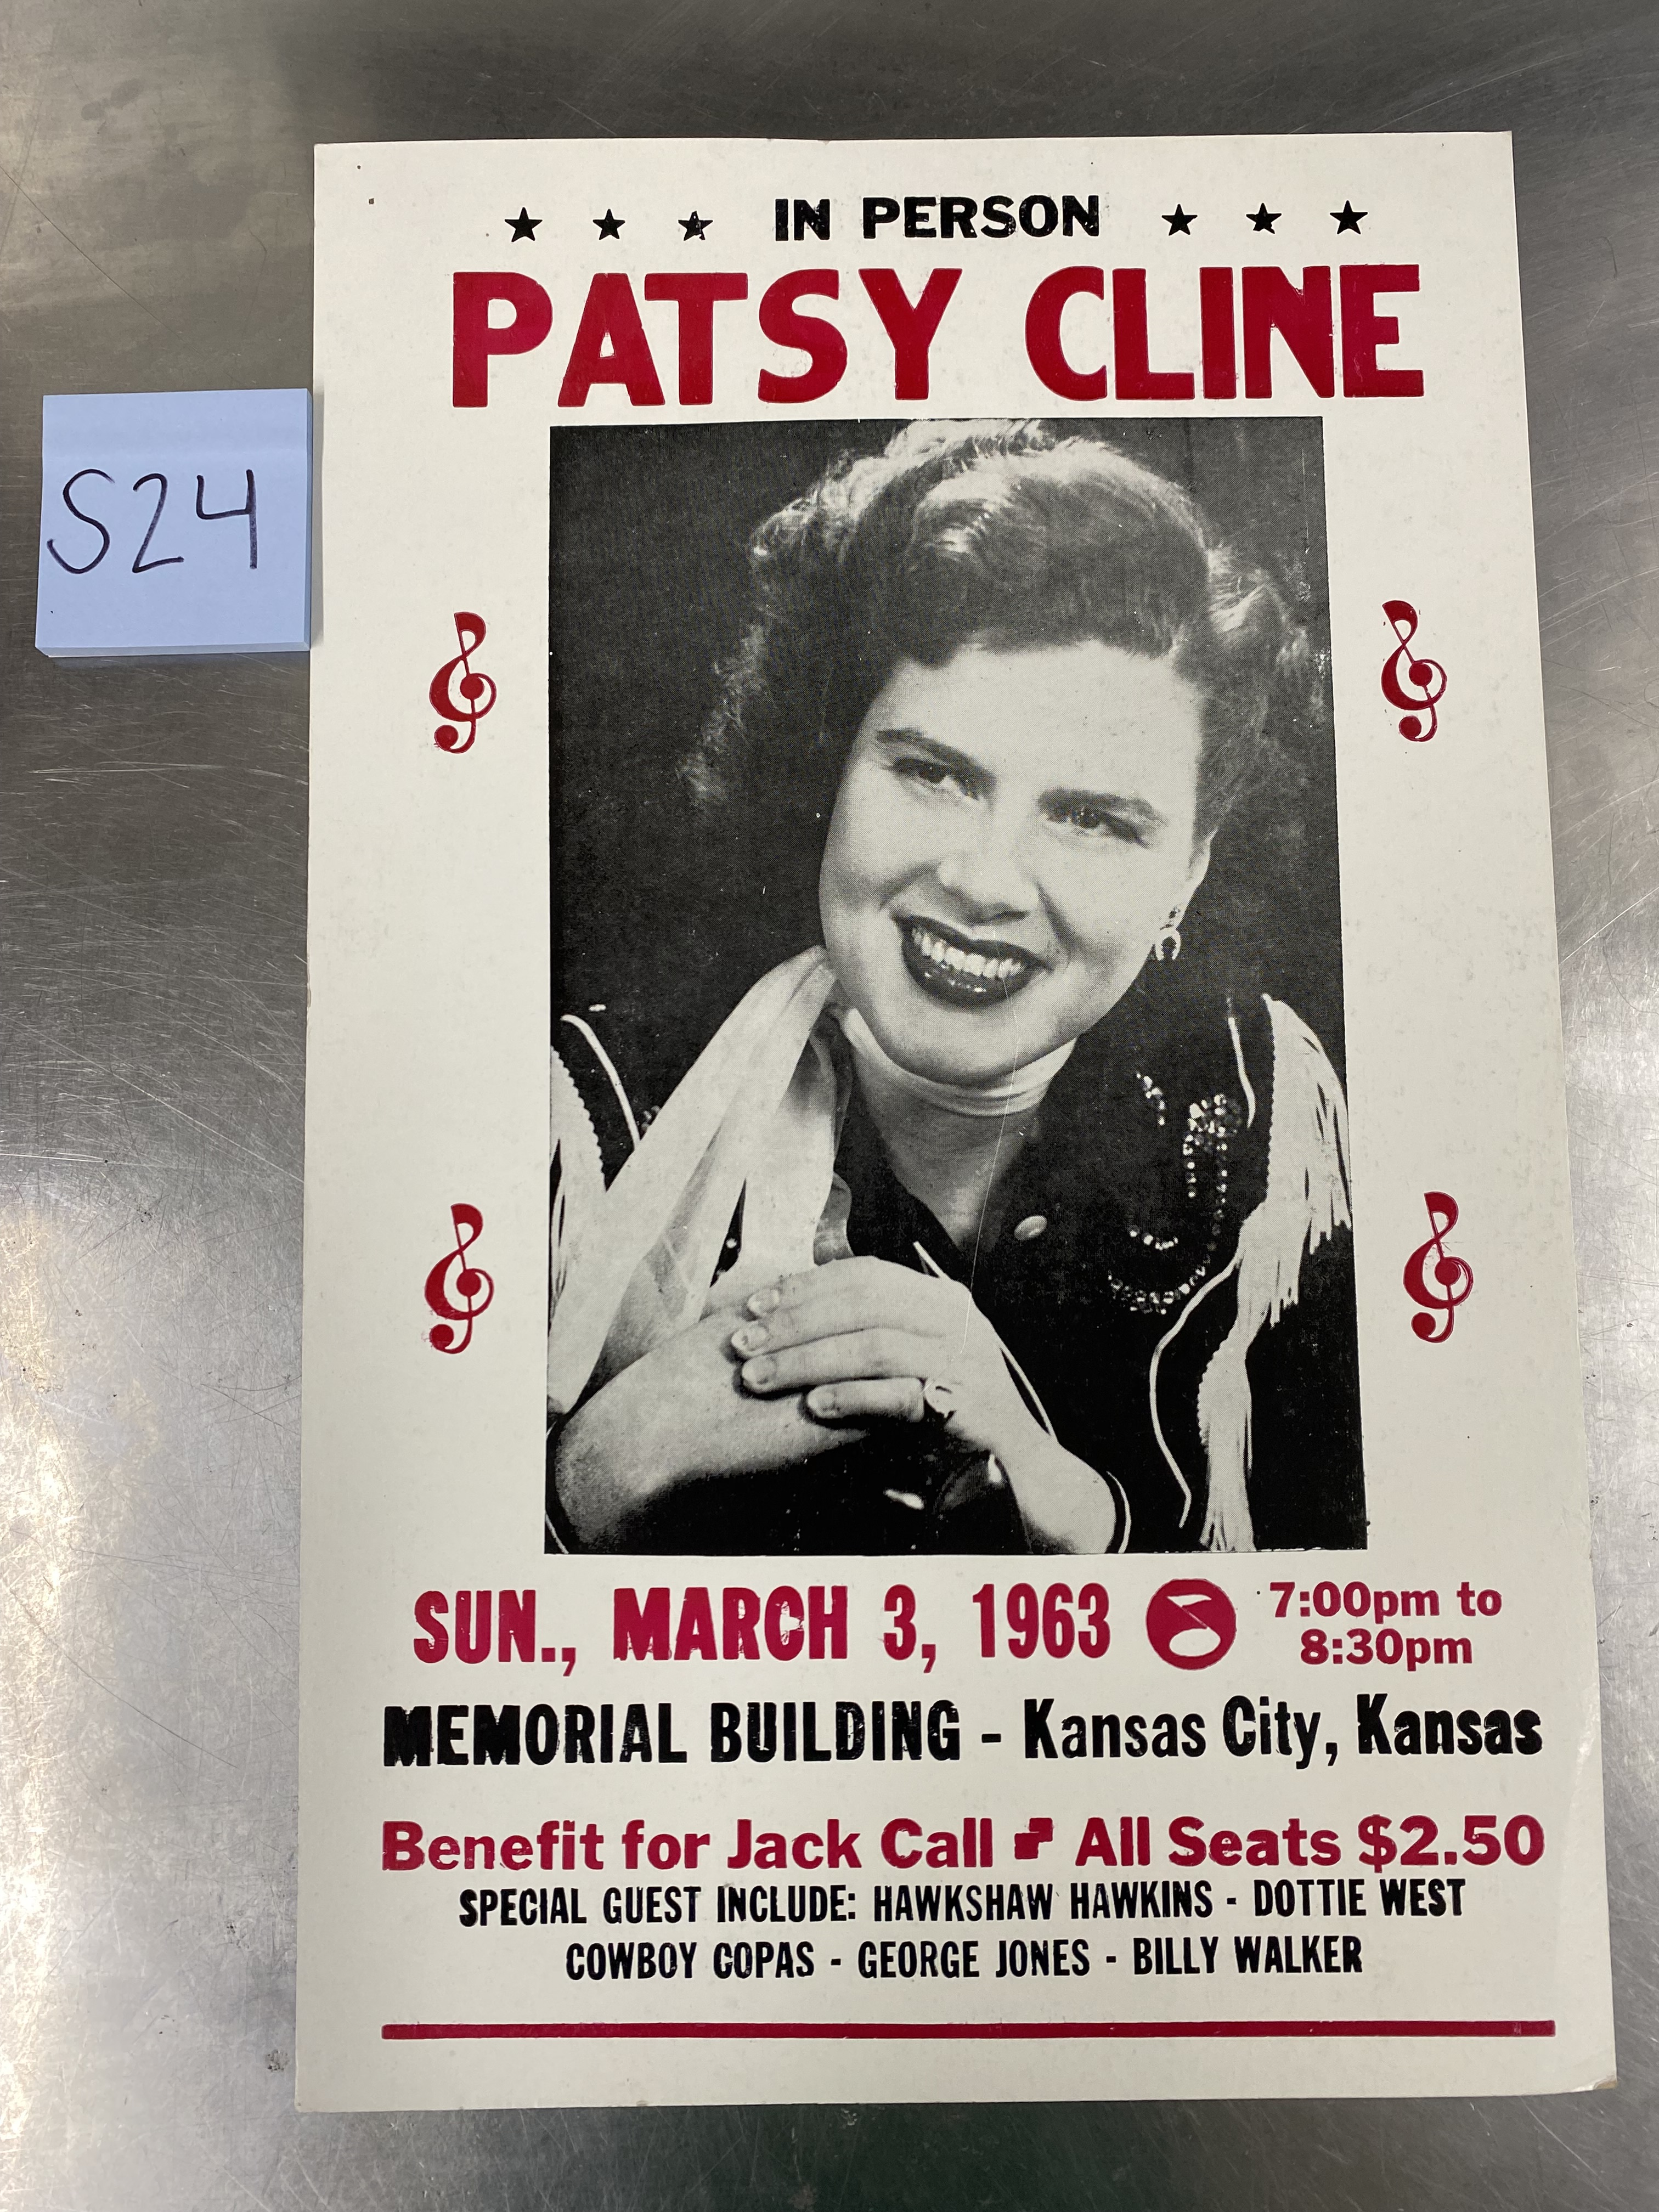 IN PERSON
PATSY CLINE
S24
SUN., MARCH 3, 1963 7:00pm to
8:30pm
MEMORIAL BUILDING - Kansas City, Kansas
Benefit for Jack Call All Seats $2.50
SPECIAL GUEST INCLUDE: HAWKSHAW HAWKINS - DOTTIE WEST
COWBOY COPAS - GEORGE JONES - BILLY WALKER